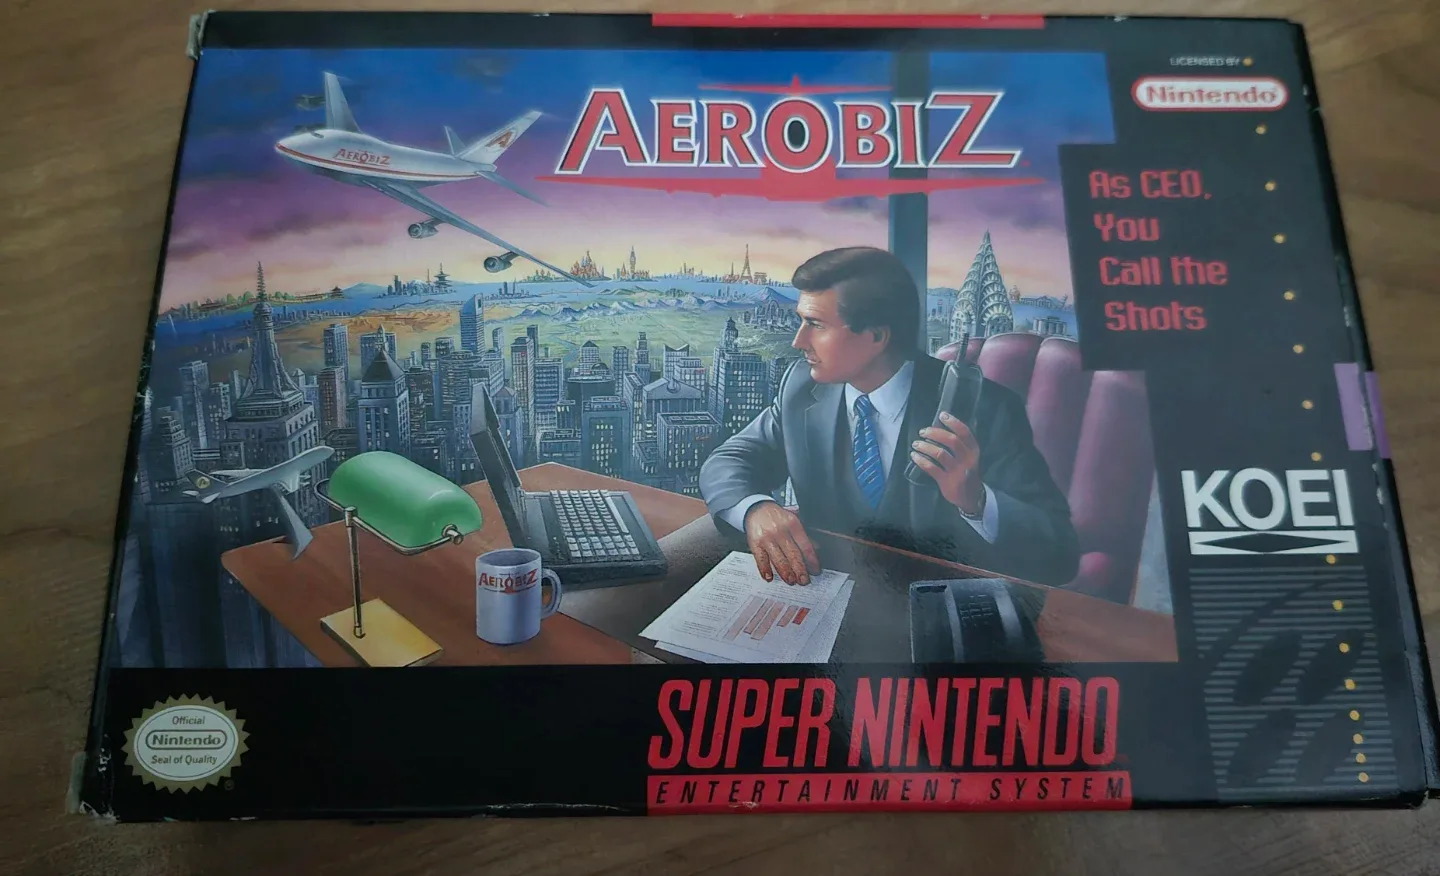 LICENSED BY
Nintendo
AEROBIZ
AEROBIZ
A
As CEO,
You
Call the
Shots
KOEI
AEROBIZ
Official
Nintendo
Seal of Quality
SUPER NINTENDO
ENTERTAINMENT SYSTEM